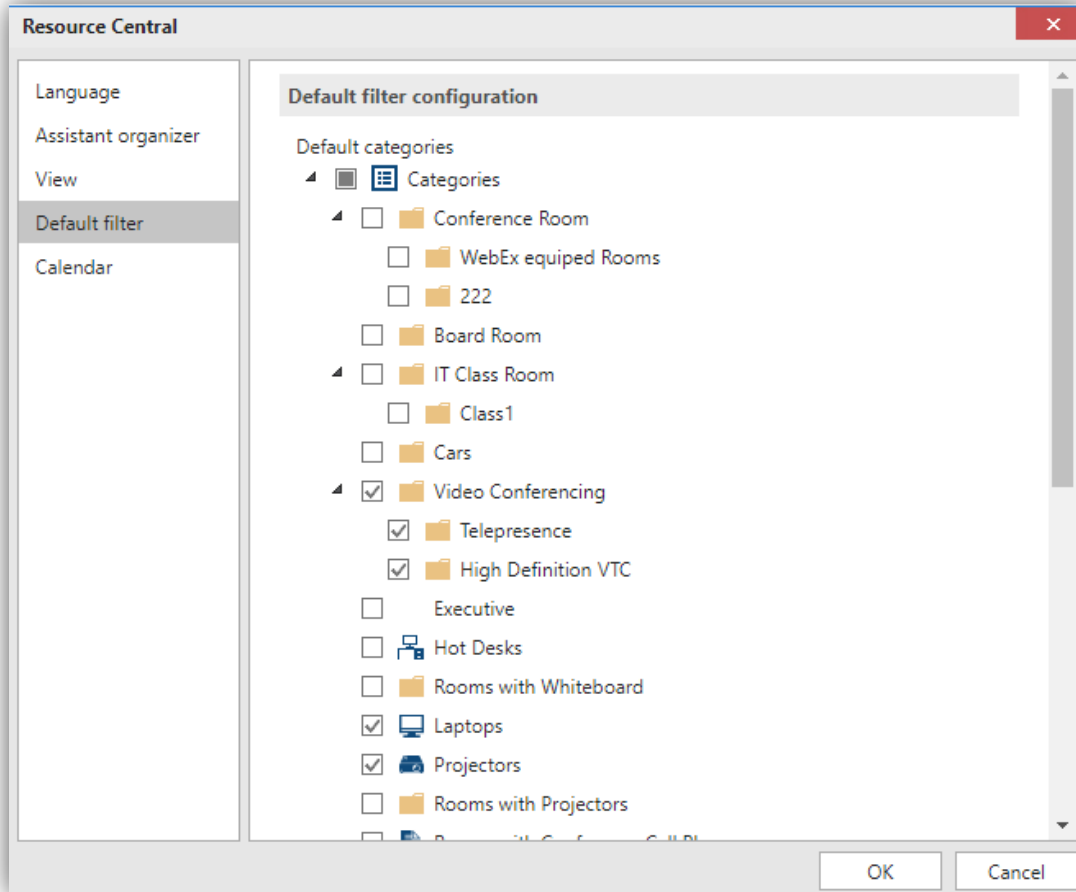 Resource Central
Language
Assistant organizer
View
Default filter
Calendar
Default filter configuration
Default categories
Categories
Conference Room
WebEx equiped Rooms
222
Board Room
IT Class Room
Class1
Cars
Video Conferencing
Telepresence
High Definition VTC
Executive
Hot Desks
Rooms with Whiteboard
Laptops
Projectors
Rooms with Projectors
OK
Cancel